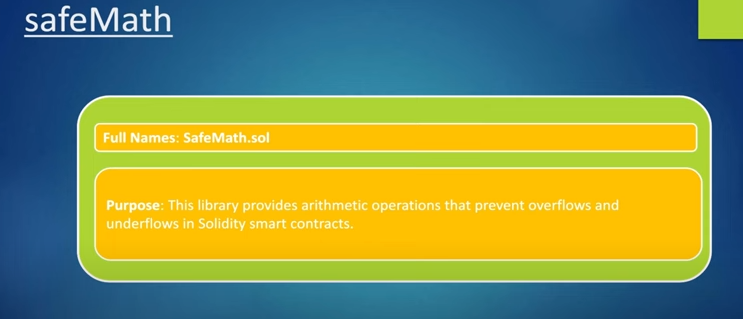 safeMath
Full Names: SafeMath.sol
Purpose: This library provides arithmetic operations that prevent overflows and
underflows in Solidity smart contracts.